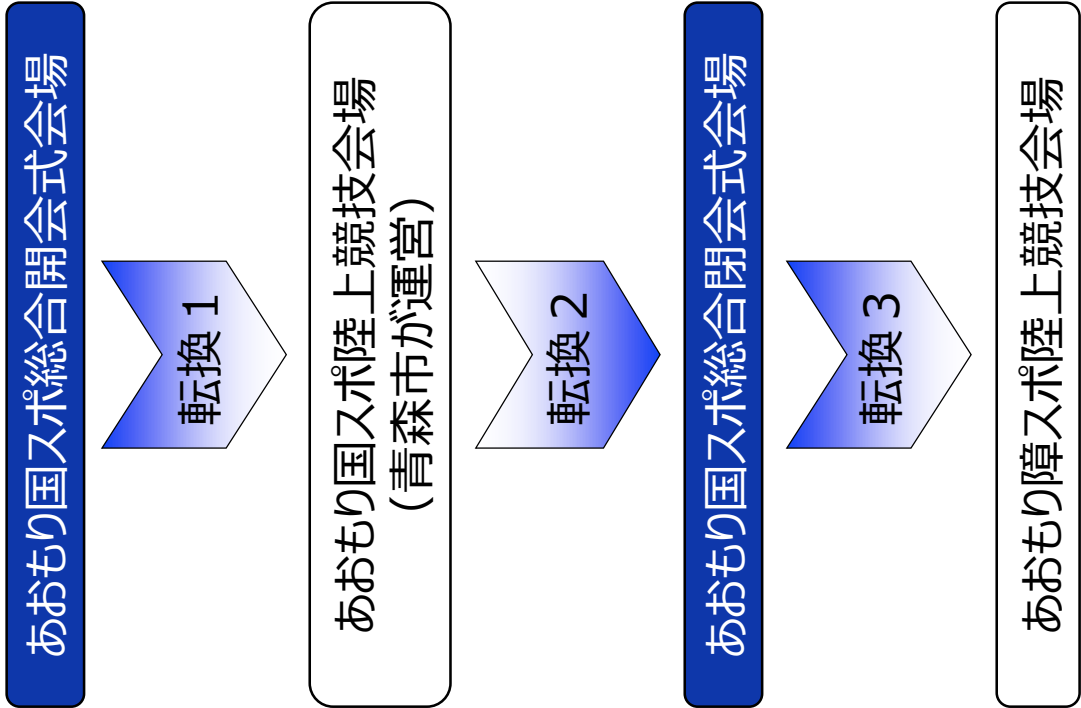 あおもり国スポ総合開会式会場
転換 1
あおもり国スポ陸上競技会場
(青森市が運営)
転換 2
あおもり国スポ総合閉会式会場
転換 3
あおもり障スポ陸上競技会場